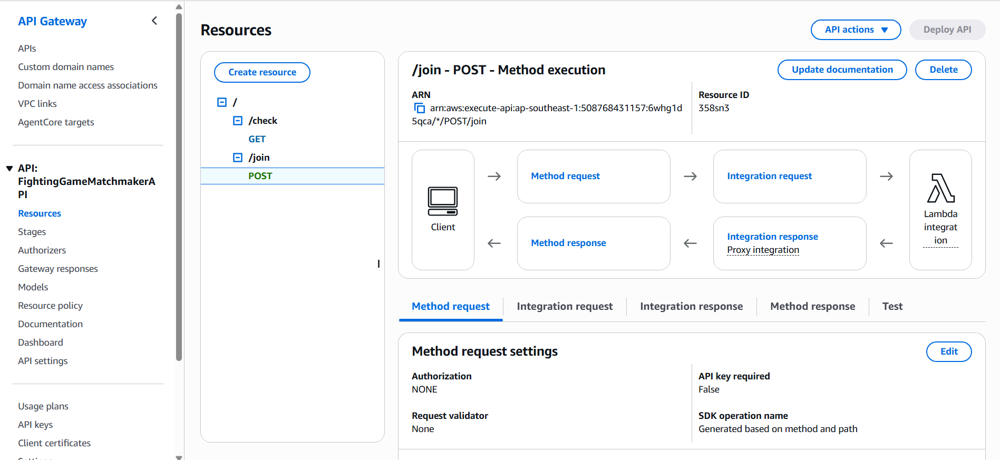 API Gateway
APIs
Custom domain names
Domain name access associations
VPC links
AgentCore targets
API:
FightingGameMatchmakerA
PI
Resources
Stages
Authorizers
Gateway responses
Models
Resource policy
Documentation
Dashboard
API settings
Usage plans
API keys
Client certificates
Resources
API actions
Deploy API
Create resource
/
/check
GET
/join
POST
/join - POST - Method execution
Update documentation
Delete
ARN
arn:aws:execute-api:ap-southeast-1:508768431157:6whg1d
5qca/*/POST/join
Resource ID
358sn3
Client
Method request
Integration request
Method response
Integration response
Proxy integration
Lambda
integrat
ion
Method request
Integration request
Integration response
Method response
Test
Method request settings
Edit
Authorization
NONE
API key required
False
Request validator
None
SDK operation name
Generated based on method and path